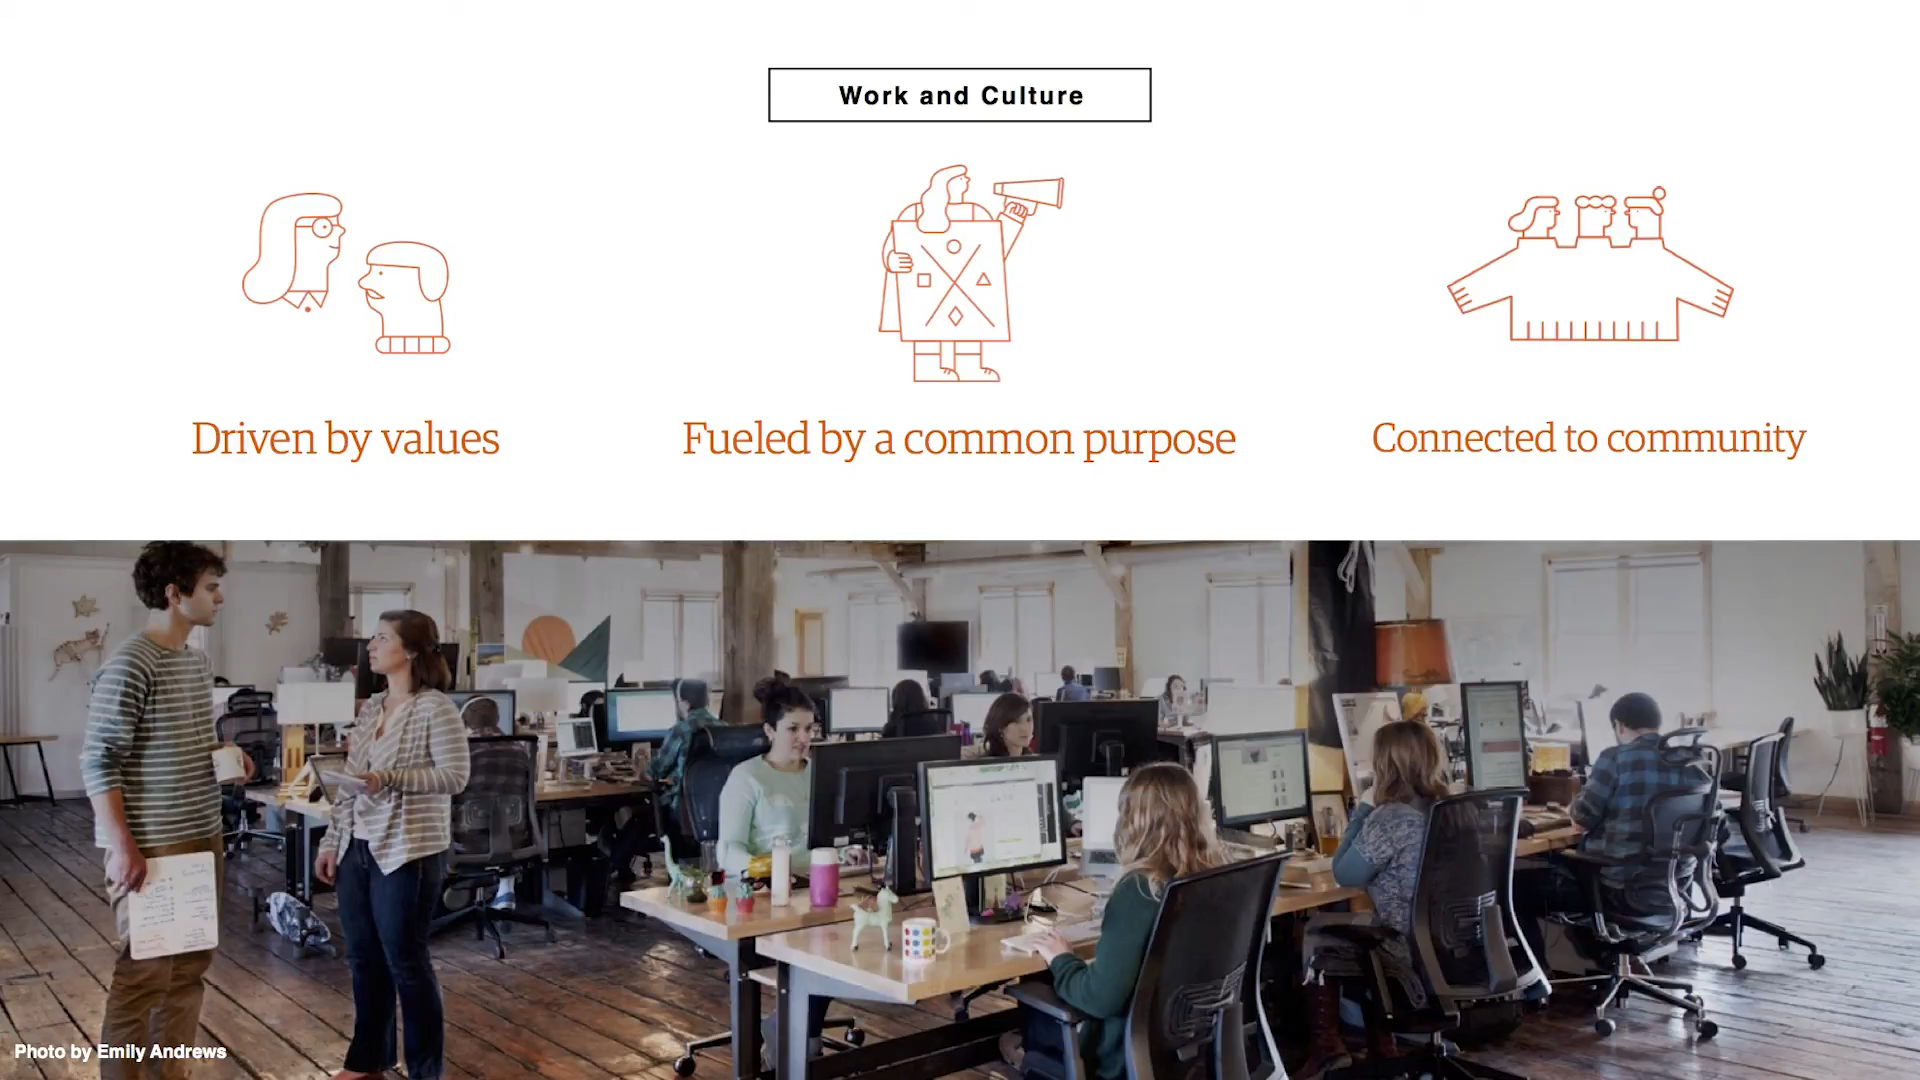 Work and Culture
Driven by values
Fueled by a common purpose
Connected to community
Photo by Emily Andrews